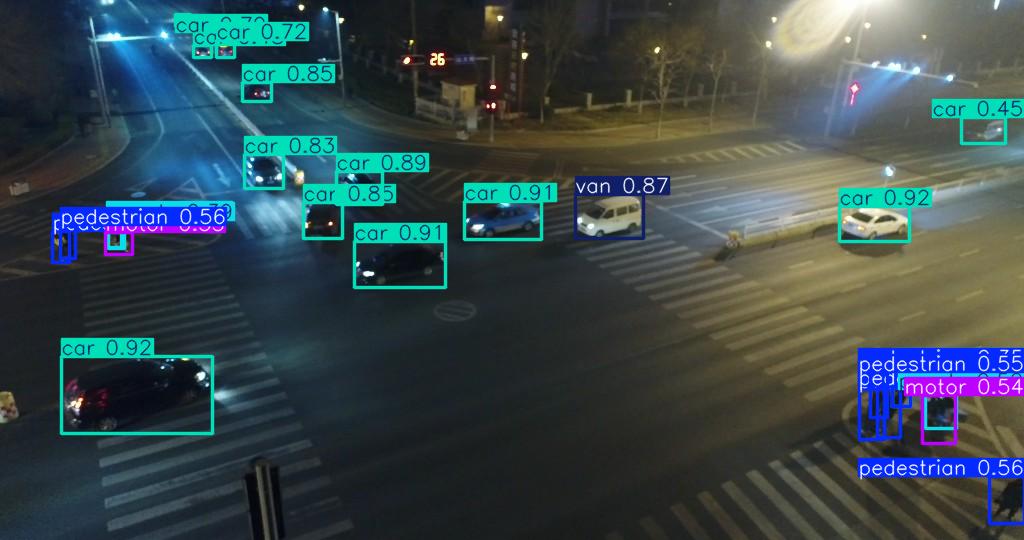 car 0.72
car 0.85
26
car 0.45
car 0.83
car 0.89
van 0.87
car 0.85
car 0.91
car 0.92
pedestrian 0.56
car 0.91
car 0.92
pedestrian 0.55
motor 0.54
pedestrian 0.56